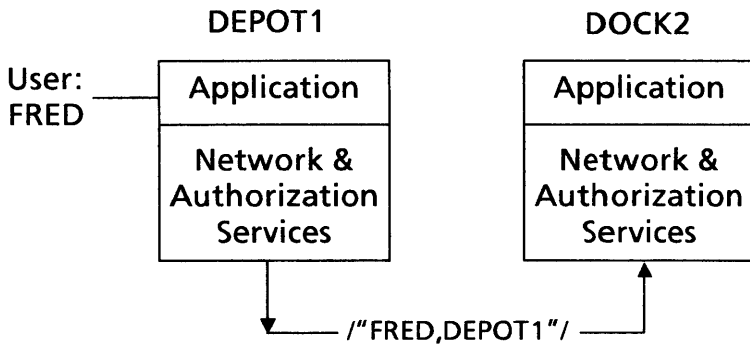 DEPOT1
DOCK2
User:
FRED
Application
Network &
Authorization
Services
Application
Network &
Authorization
Services
/"FRED,DEPOT1"/